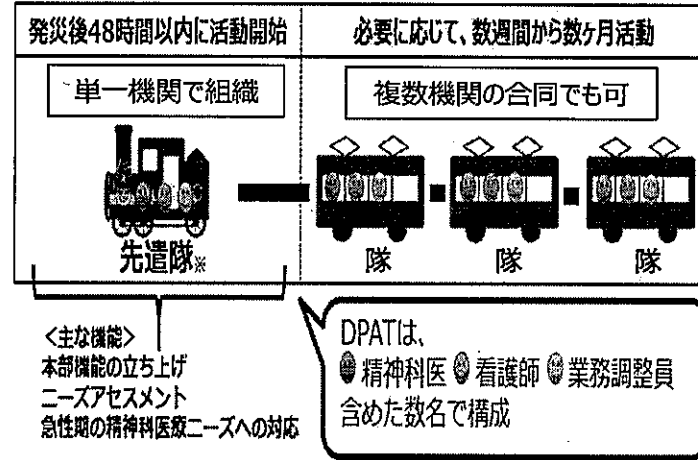 発災後48時間以内に活動開始
必要に応じて、数週間から数ヶ月活動
単一機関で組織
複数機関の合同でも可
先遣隊※
隊
隊
隊
<主な機能>
本部機能の立ち上げ
ニーズアセスメント
急性期の精神科医療ニーズへの対応
DPATは、
精神科医 看護師 業務調整員
含めた数名で構成